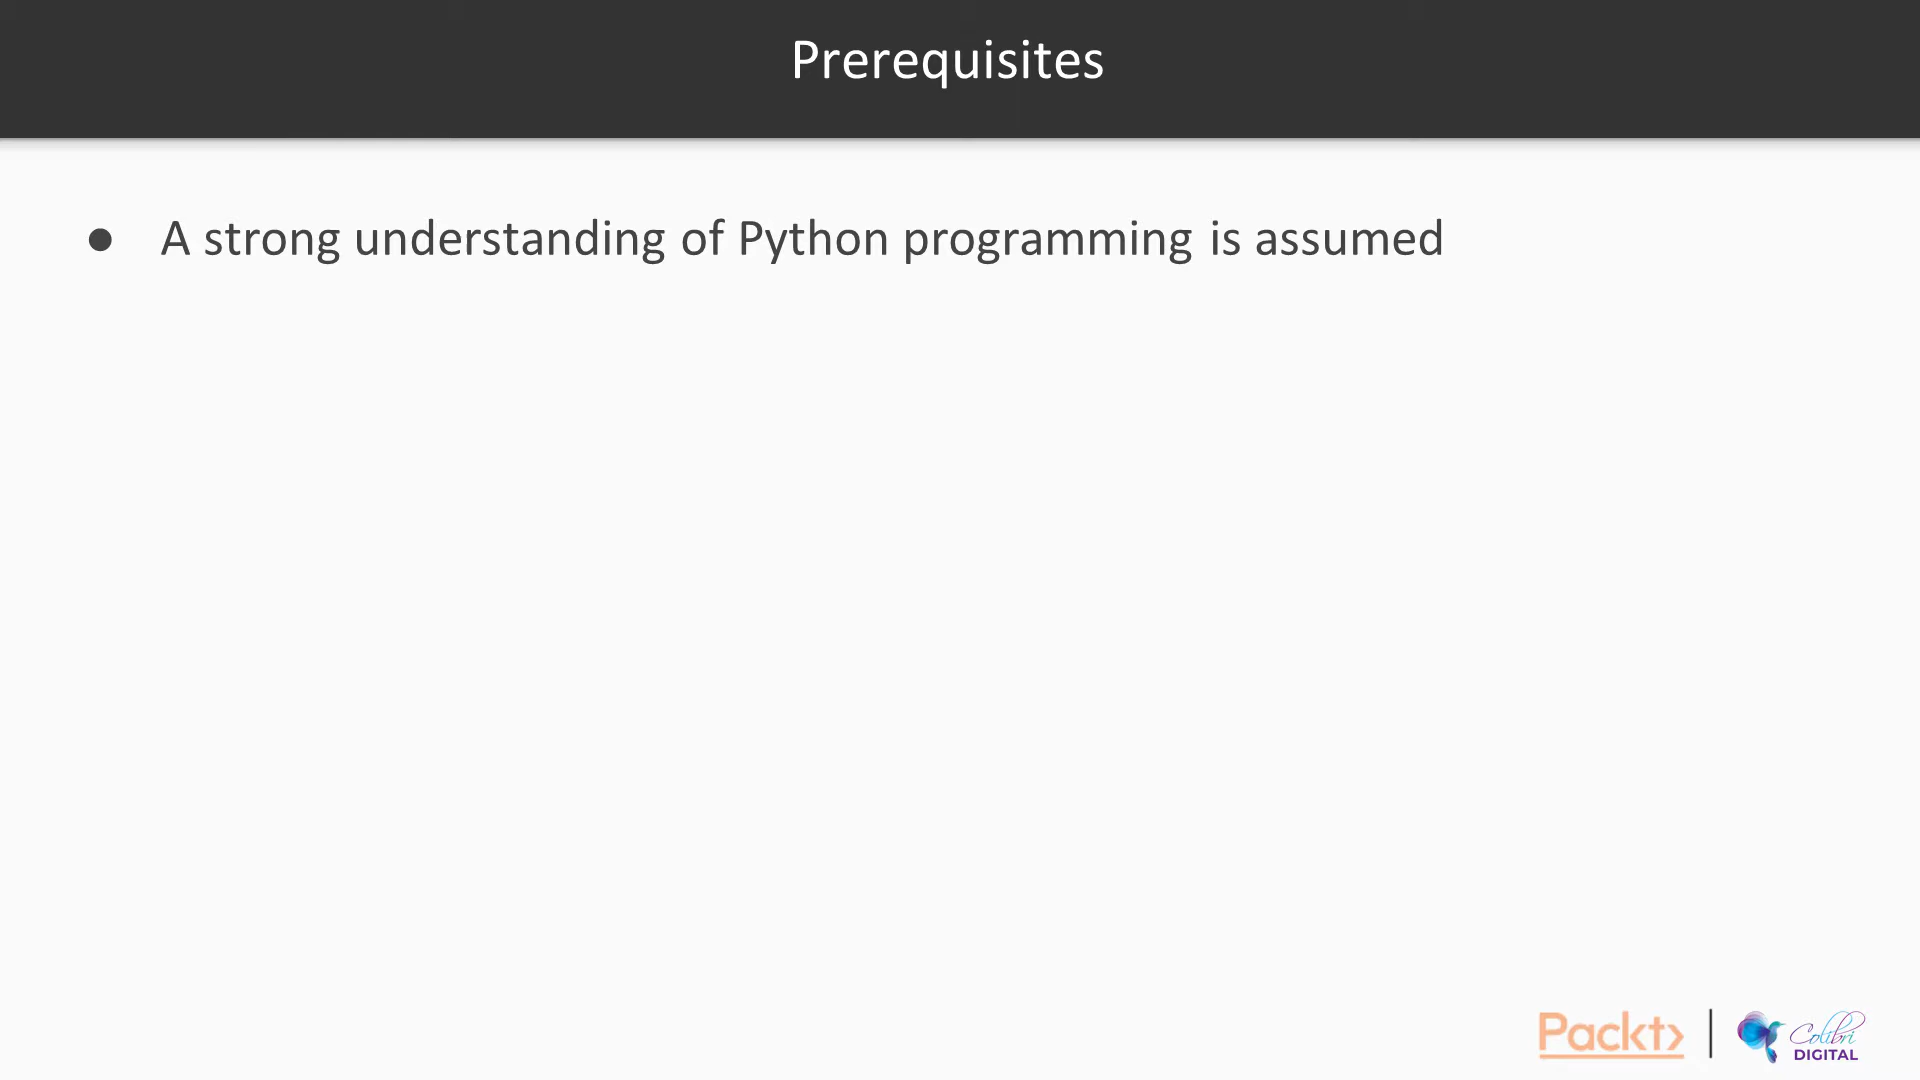 Prerequisites
● A strong understanding of Python programming is assumed
Packt>
Colibri
DIGITAL